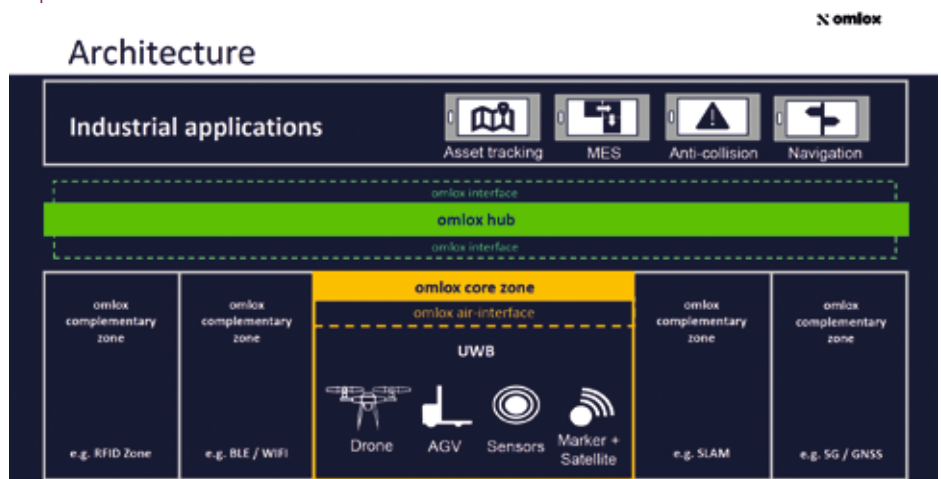 omlox
Architecture
Industrial applications
Asset tracking
MES
Anti-collision
Navigation
omlox interface
omlox hub
omlox interface
omlox
complementary
zone
e.g. RFID Zone
omlox
complementary
zone
e.g. BLE / WIFI
omlox core zone
omlox air-interface
UWB
Drone
AGV
Sensors
Marker +
Satellite
omlox
complementary
zone
e.g. SLAM
omlox
complementary
zone
e.g. 5G / GNSS